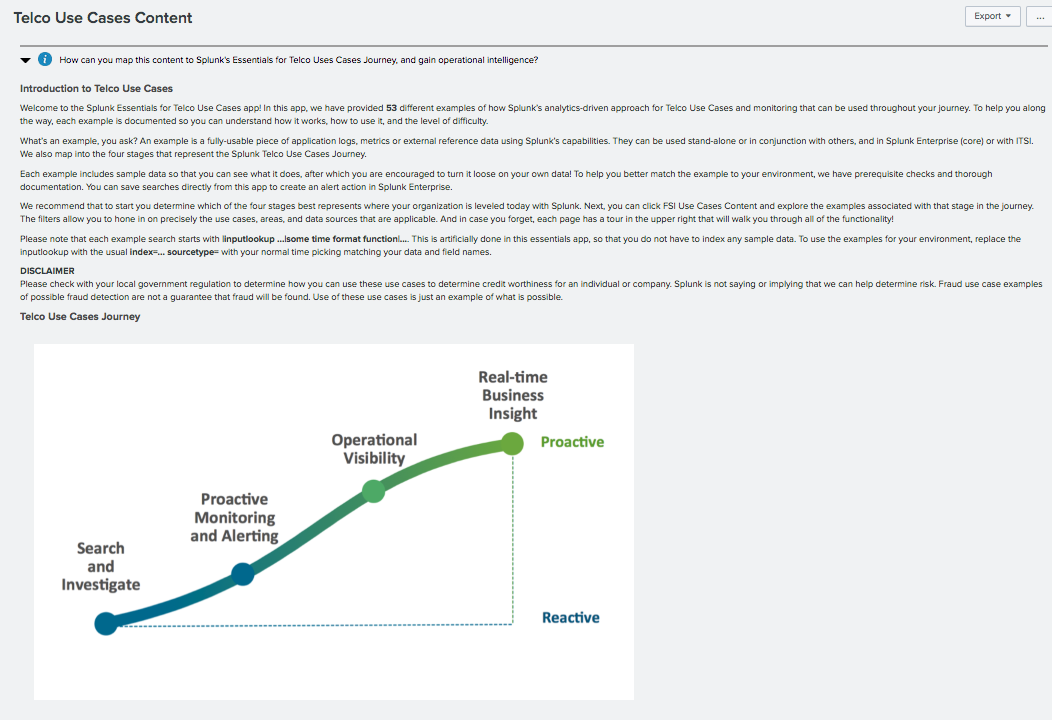 Telco Use Cases Content
Export
...
How can you map this content to Splunk's Essentials for Telco Uses Cases Journey, and gain operational intelligence?
Introduction to Telco Use Cases
Welcome to the Splunk Essentials for Telco Use Cases app! In this app, we have provided 53 different examples of how Splunk's analytics-driven approach for Telco Use Cases and monitoring that can be used throughout your journey. To help you along
the way, each example is documented so you can understand how it works, how to use it, and the level of difficulty.
What's an example, you ask? An example is a fully-usable piece of application logs, metrics or external reference data using Splunk's capabilities. They can be used stand-alone or in conjunction with others, and in Splunk Enterprise (core) or with ITSI.
We also map into the four stages that represent the Splunk Telco Use Cases Journey.
Each example includes sample data so that you can see what it does, after which you are encouraged to turn it loose on your own data! To help you better match the example to your environment, we have prerequisite checks and thorough
documentation. You can save searches directly from this app to create an alert action in Splunk Enterprise.
We recommend that to start you determine which of the four stages best represents where your organization is leveled today with Splunk. Next, you can click FSI Use Cases Content and explore the examples associated with that stage in the journey.
The filters allow you to hone in on precisely the use cases, areas, and data sources that are applicable. And in case you forget, each page has a tour in the upper right that will walk you through all of the functionality!
Please note that each example search starts with |inputlookup ...|some time format function|.... This is artificially done in this essentials app, so that you do not have to index any sample data. To use the examples for your environment, replace the
inputlookup with the usual index=... sourcetype= with your normal time picking matching your data and field names.
DISCLAIMER
Please check with your local government regulation to determine how you can use these use cases to determine credit worthiness for an individual or company. Splunk is not saying or implying that we can help determine risk. Fraud use case examples
of possible fraud detection are not a guarantee that fraud will be found. Use of these use cases is just an example of what is possible.
Telco Use Cases Journey
Real-time
Business
Insight
Proactive
Operational
Visibility
Proactive
Monitoring
and Alerting
Search
and
Investigate
Reactive